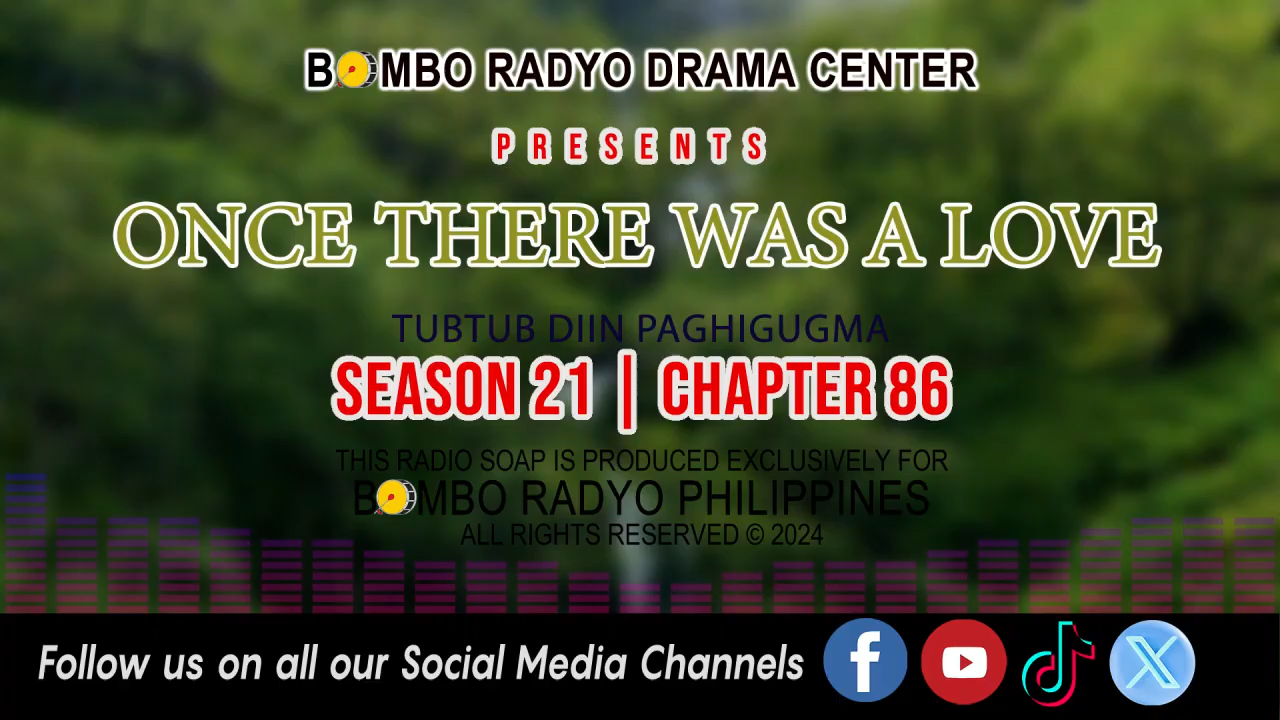 BOMBO RADYO DRAMA CENTER
PRESENTS
ONCE THERE WAS A LOVE
TUBTUB DIIN PAGHIGUGMA
SEASON 21 | CHAPTER 86
THIS RADIO SOAP IS PRODUCED EXCLUSIVELY FOR
BOMBO RADYO PHILIPPINES
ALL RIGHTS RESERVED © 2024
Follow us on all our Social Media Channels